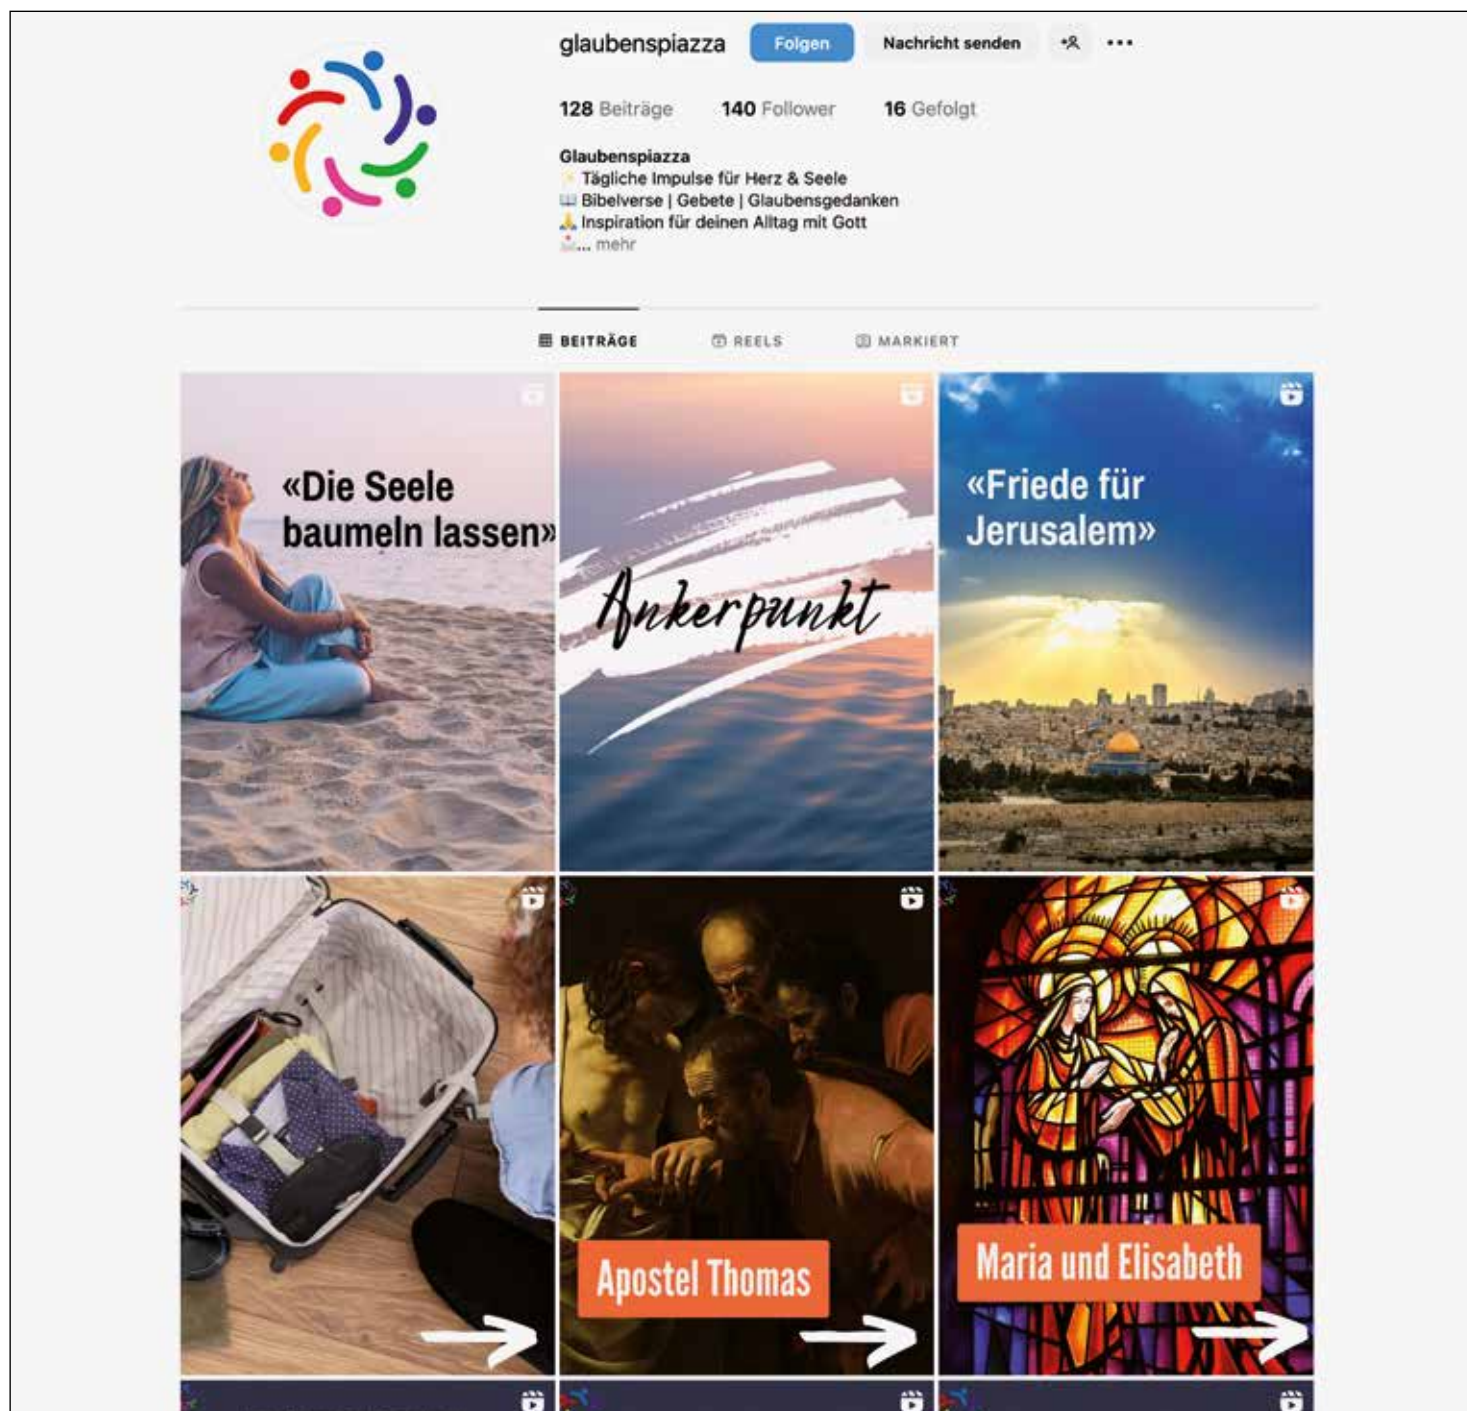 glaubenspiazza Folgen Nachricht senden
128 Beiträge 140 Follower 16 Gefolgt
Glaubenspiazza
Tägliche Impulse für Herz & Seele
Bibelverse | Gebete | Glaubensgedanken
Inspiration für deinen Alltag mit Gott
... mehr
BEITRÄGE REELS MARKIERT
«Die Seele
baumeln lassen»
Ankerpunkt
«Friede für
Jerusalem»
Apostel Thomas
Maria und Elisabeth